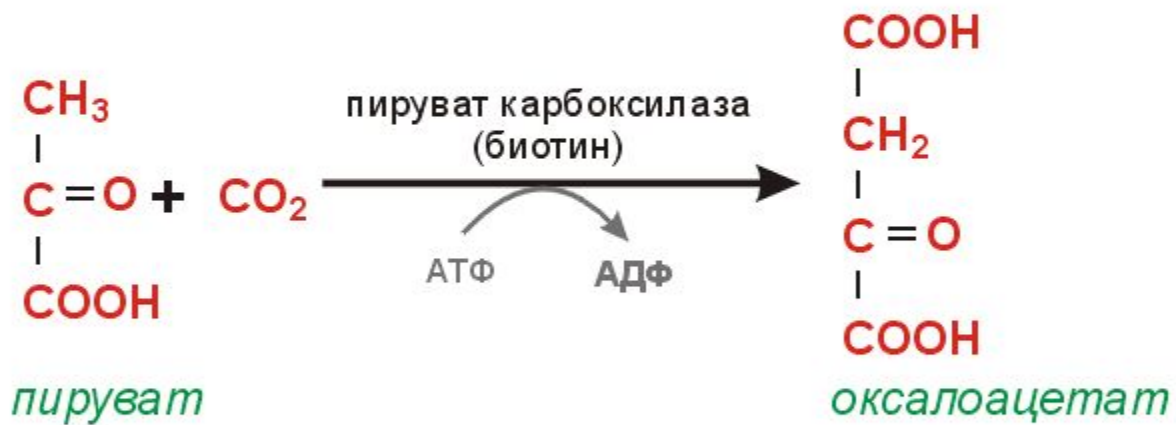 CH₃
C=O + CO₂
COOH
пируват
пируват карбоксилаза
(биотин)
АТФ АДФ
COOH
CH₂
C=O
COOH
оксалоацетат